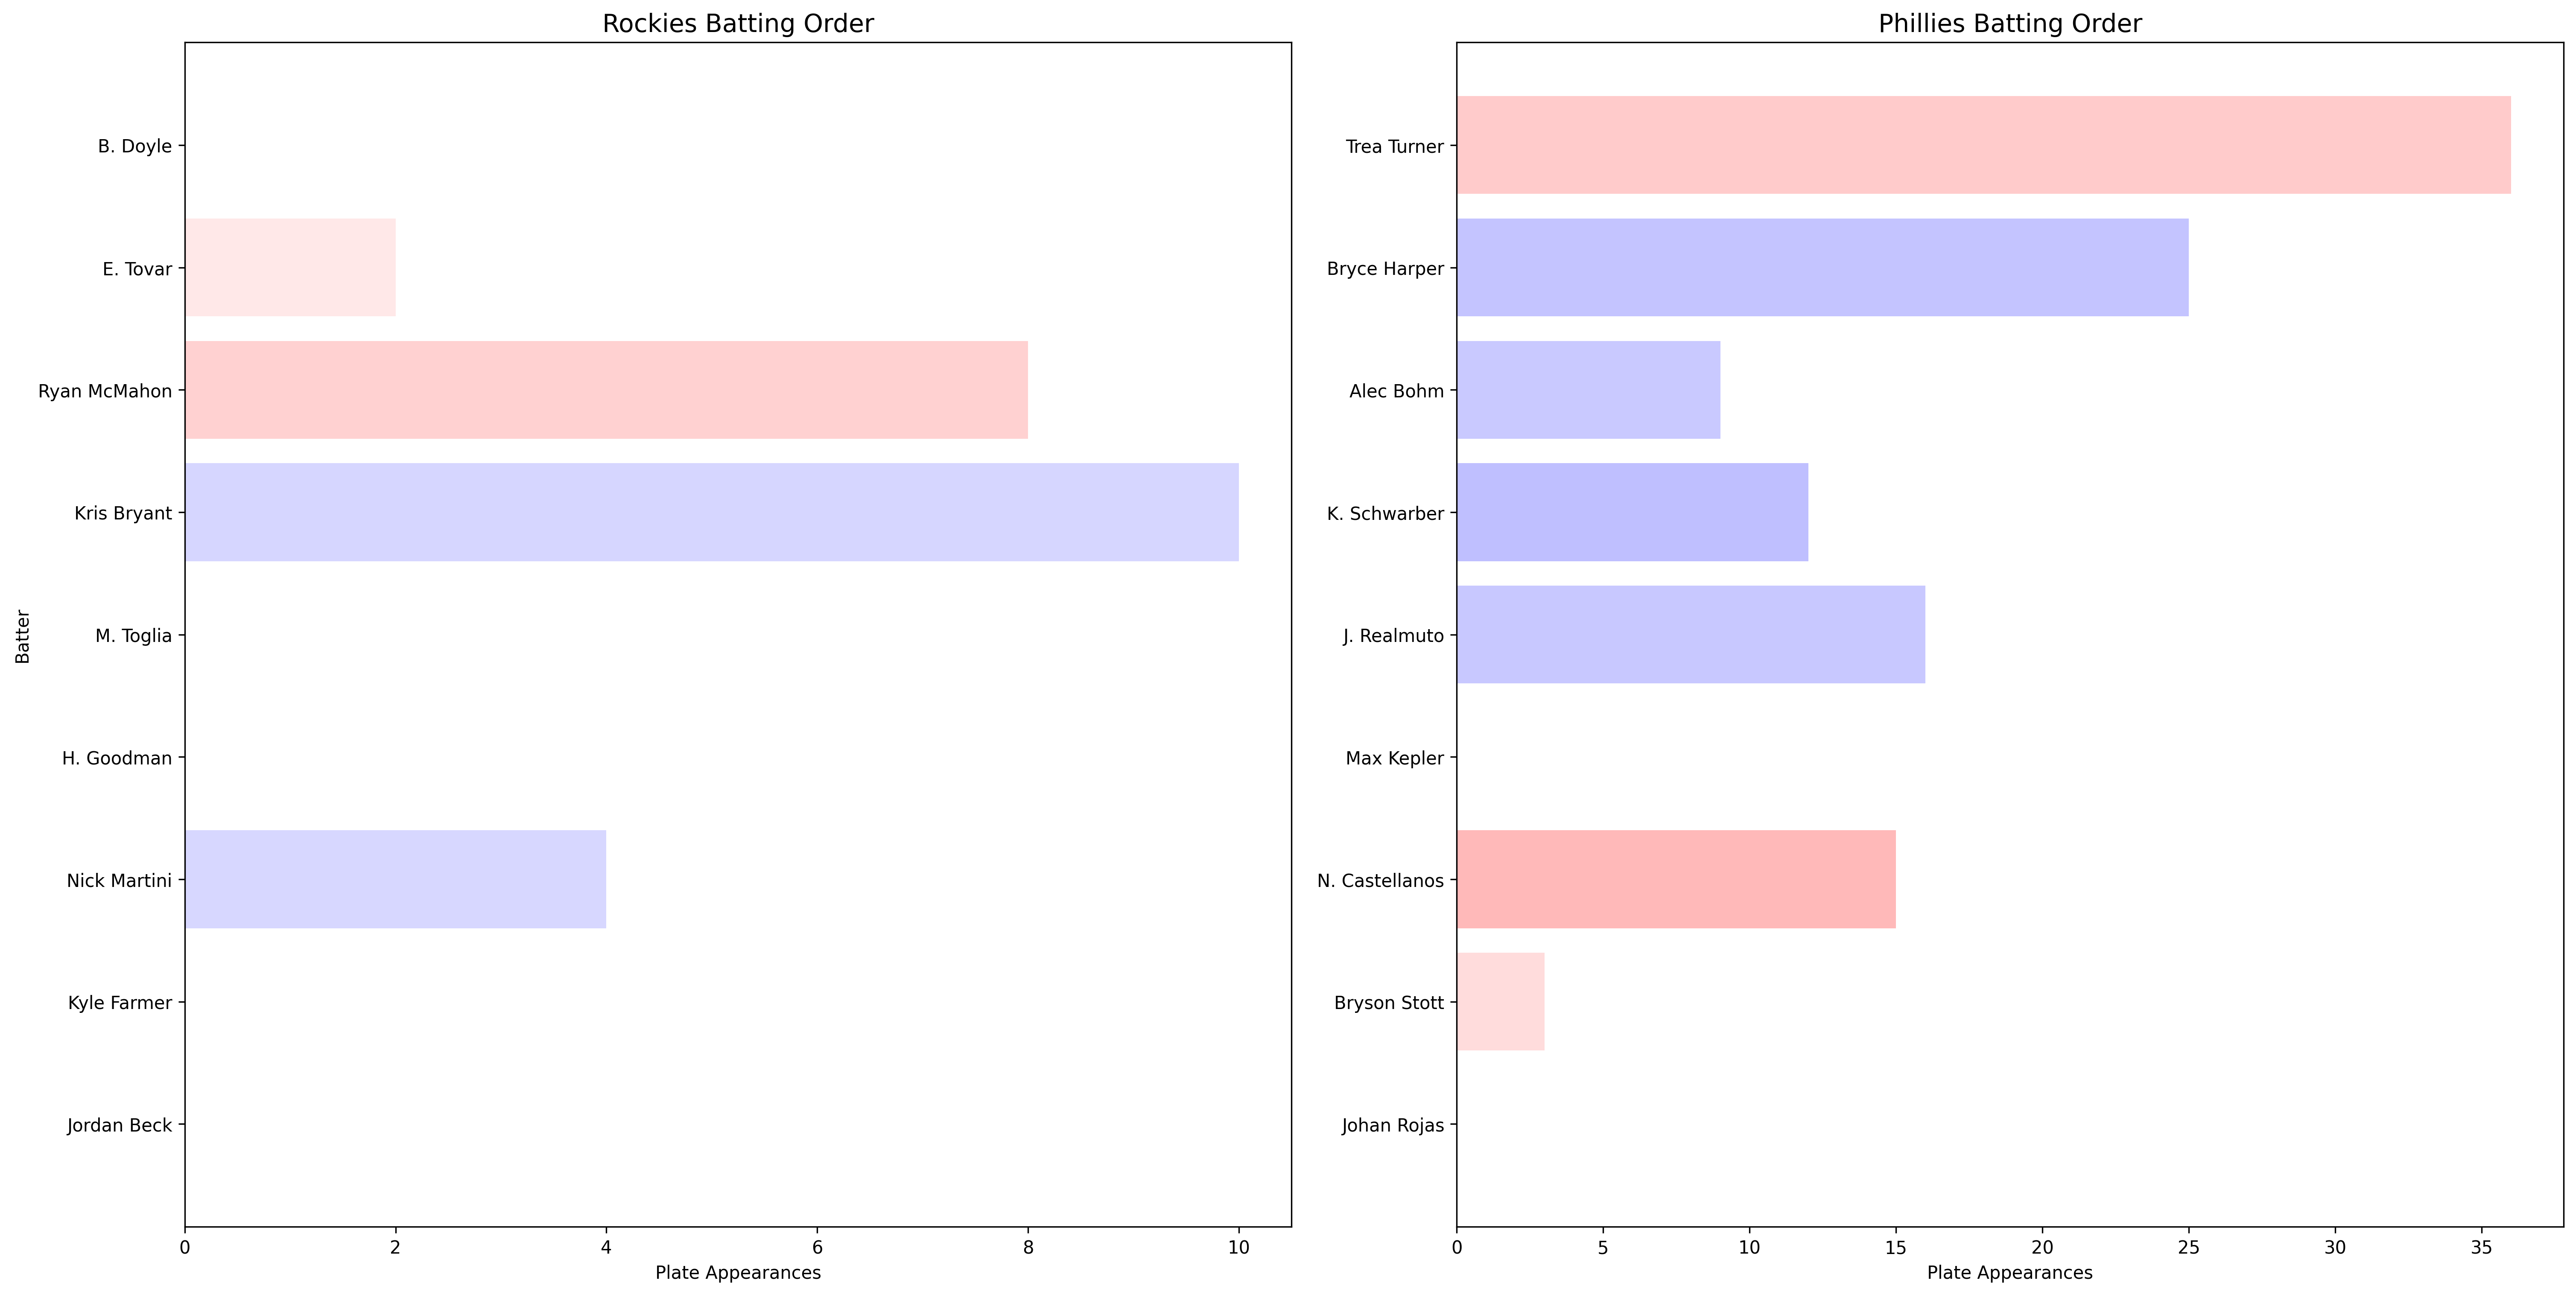 Rockies Batting Order
Batter
B. Doyle
E. Tovar
Ryan McMahon
Kris Bryant
M. Toglia
H. Goodman
Nick Martini
Kyle Farmer
Jordan Beck
0 2 4 6 8 10
Plate Appearances
Phillies Batting Order
Trea Turner
Bryce Harper
Alec Bohm
K. Schwarber
J. Realmuto
Max Kepler
N. Castellanos
Bryson Stott
Johan Rojas
0 5 10 15 20 25 30 35
Plate Appearances